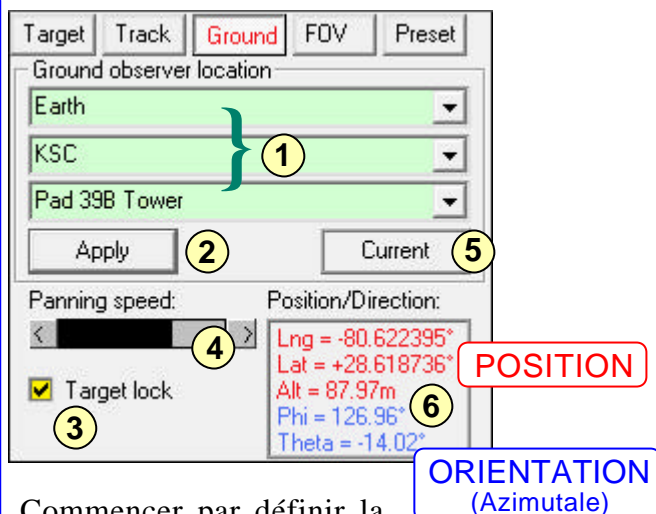 Target Track Ground FOV Preset
Ground observer location
Earth
KSC
1
Pad 39B Tower
Apply 2 Current 5
Panning speed: Position/Direction:
4
Lng = -80.622395°
Lat = +28.618736°
POSITION
Target lock
Alt = 87.97m
3
6
Phi = 126.96°
Theta = -14.02°
ORIENTATION
(Azimutale)
Commencer par définir la